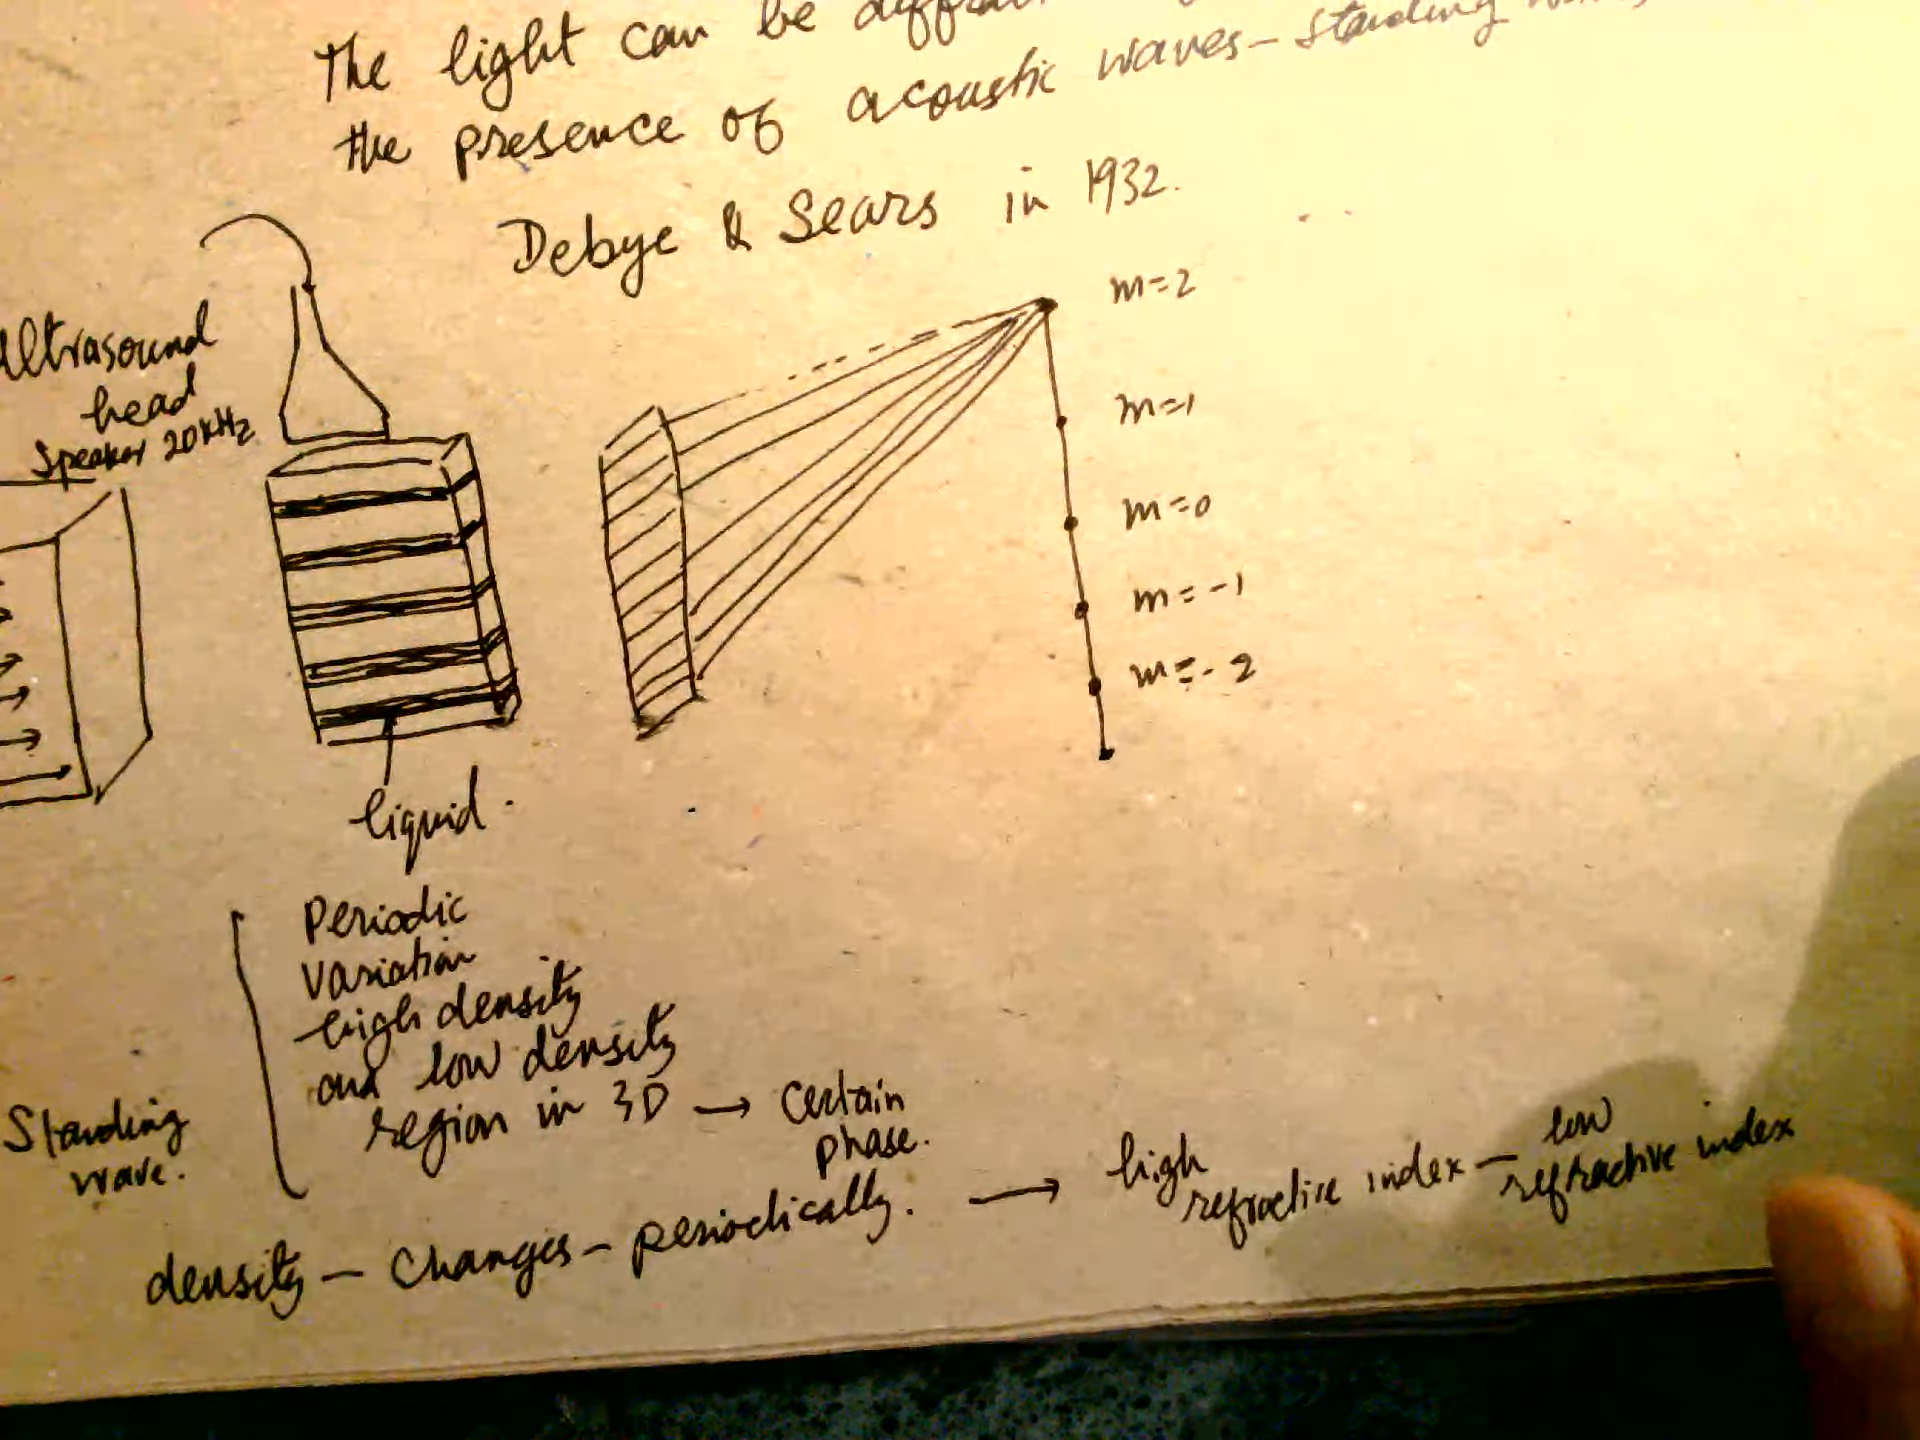 The light can be
the presence of acoustic waves - standing
Debye & Sears in 1932.
Ultrasound
head
Speaker 20kHz
m=2
m=1
m=0
m=-1
m=-2
liquid.
Periodic
variation
high density
and low density
region in 3D → certain
phase.
Standing
wave.
density - changes - periodically. → high
refractive index - low
refractive index